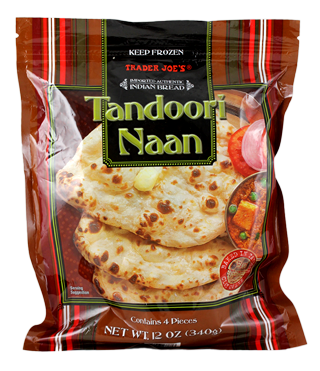 KEEP FROZEN
TRADER JOE'S®
IMPORTED AUTHENTIC
INDIAN BREAD
Tandoori
Naan
Serving
Suggestion
Contains 4 Pieces
NET WT. 12 OZ (340g)